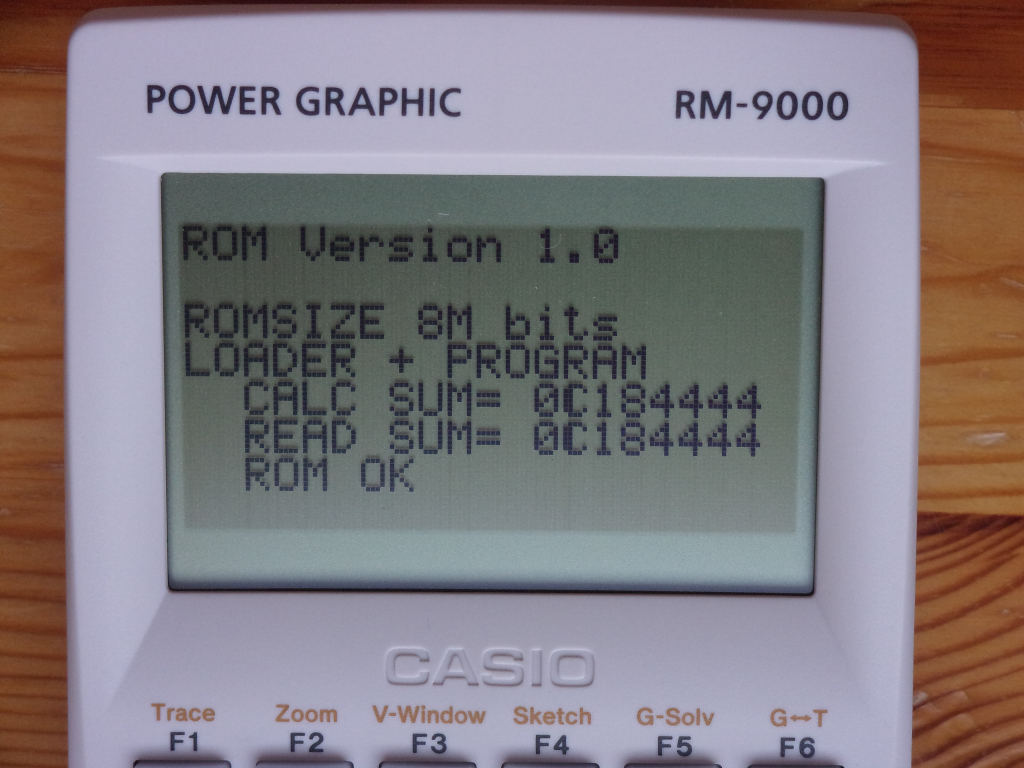 POWER GRAPHIC RM-9000
ROM Version 1.0
ROMSIZE 8M bits
LOADER + PROGRAM
CALC SUM= 0C184444
READ SUM= 0C184444
ROM OK
CASIO
Trace Zoom V-Window Sketch G-Solv G↔T
F1 F2 F3 F4 F5 F6